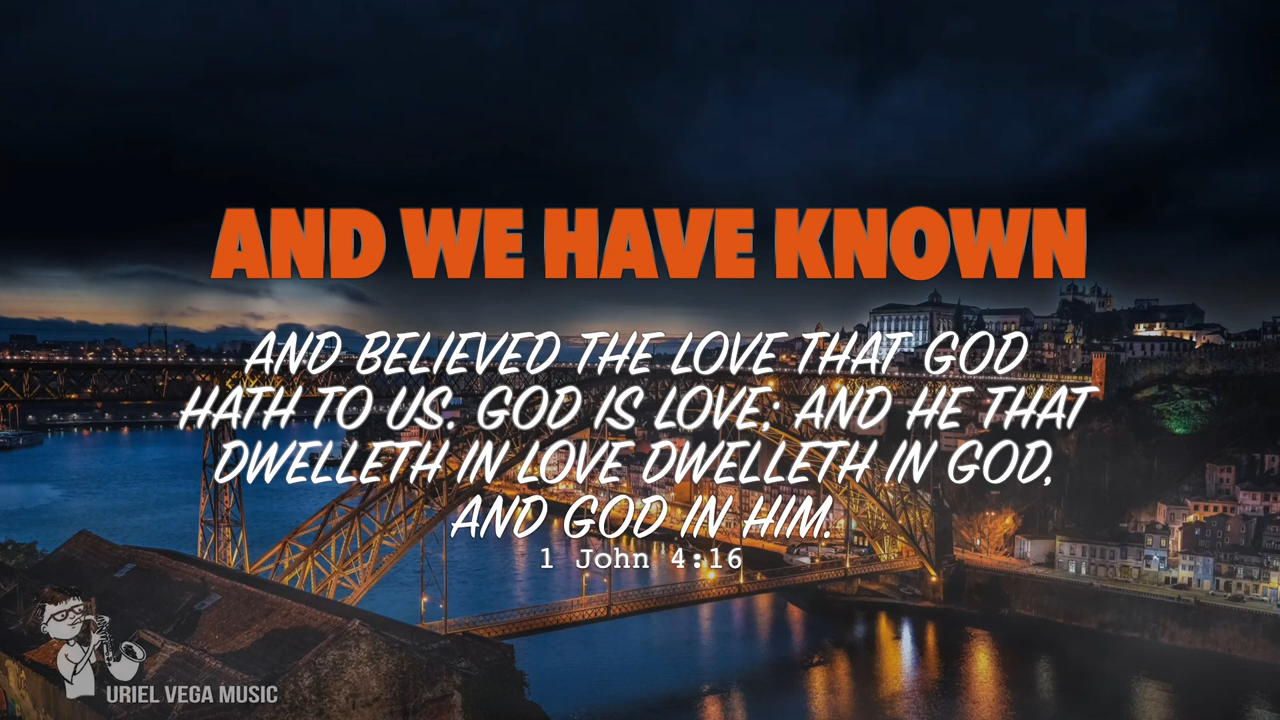 AND WE HAVE KNOWN
AND BELIEVED THE LOVE THAT GOD
HATH TO US. GOD IS LOVE; AND HE THAT
DWELLETH IN LOVE DWELLETH IN GOD,
AND GOD IN HIM.
1 John 4:16
URIEL VEGA MUSIC